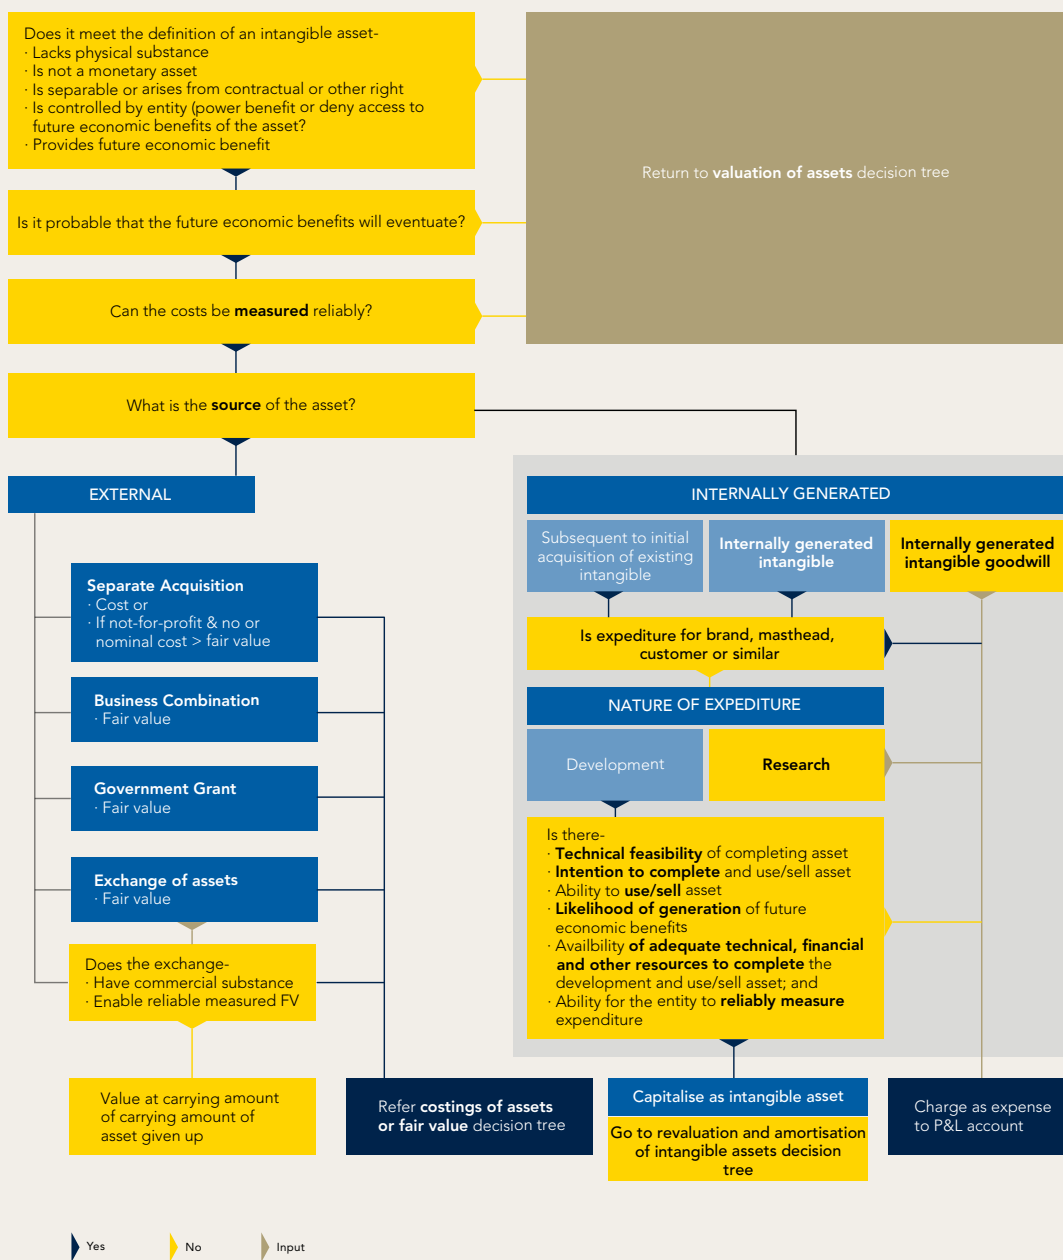 Does it meet the definition of an intangible asset-
· Lacks physical substance
· Is not a monetary asset
· Is separable or arises from contractual or other right
· Is controlled by entity (power benefit or deny access to
future economic benefits of the asset?
· Provides future economic benefit
Return to valuation of assets decision tree
Is it probable that the future economic benefits will eventuate?
Can the costs be measured reliably?
What is the source of the asset?
EXTERNAL
Separate Acquisition
· Cost or
· If not-for-profit & no or
nominal cost > fair value
Business Combination
· Fair value
Government Grant
· Fair value
Exchange of assets
· Fair value
Does the exchange-
· Have commercial substance
· Enable reliable measured FV
Value at carrying amount
of carrying amount of
asset given up
Refer costings of assets
or fair value decision tree
INTERNALLY GENERATED
Subsequent to initial
acquisition of existing
intangible
Internally generated
intangible
Internally generated
intangible goodwill
Is expediture for brand, masthead,
customer or similar
NATURE OF EXPEDITURE
Development
Research
Is there-
· Technical feasibility of completing asset
· Intention to complete and use/sell asset
· Ability to use/sell asset
· Likelihood of generation of future
economic benefits
· Availbility of adequate technical, financial
and other resources to complete the
development and use/sell asset; and
· Ability for the entity to reliably measure
expenditure
Capitalise as intangible asset
Go to revaluation and amortisation
of intangible assets decision
tree
Charge as expense
to P&L account
Yes
No
Input